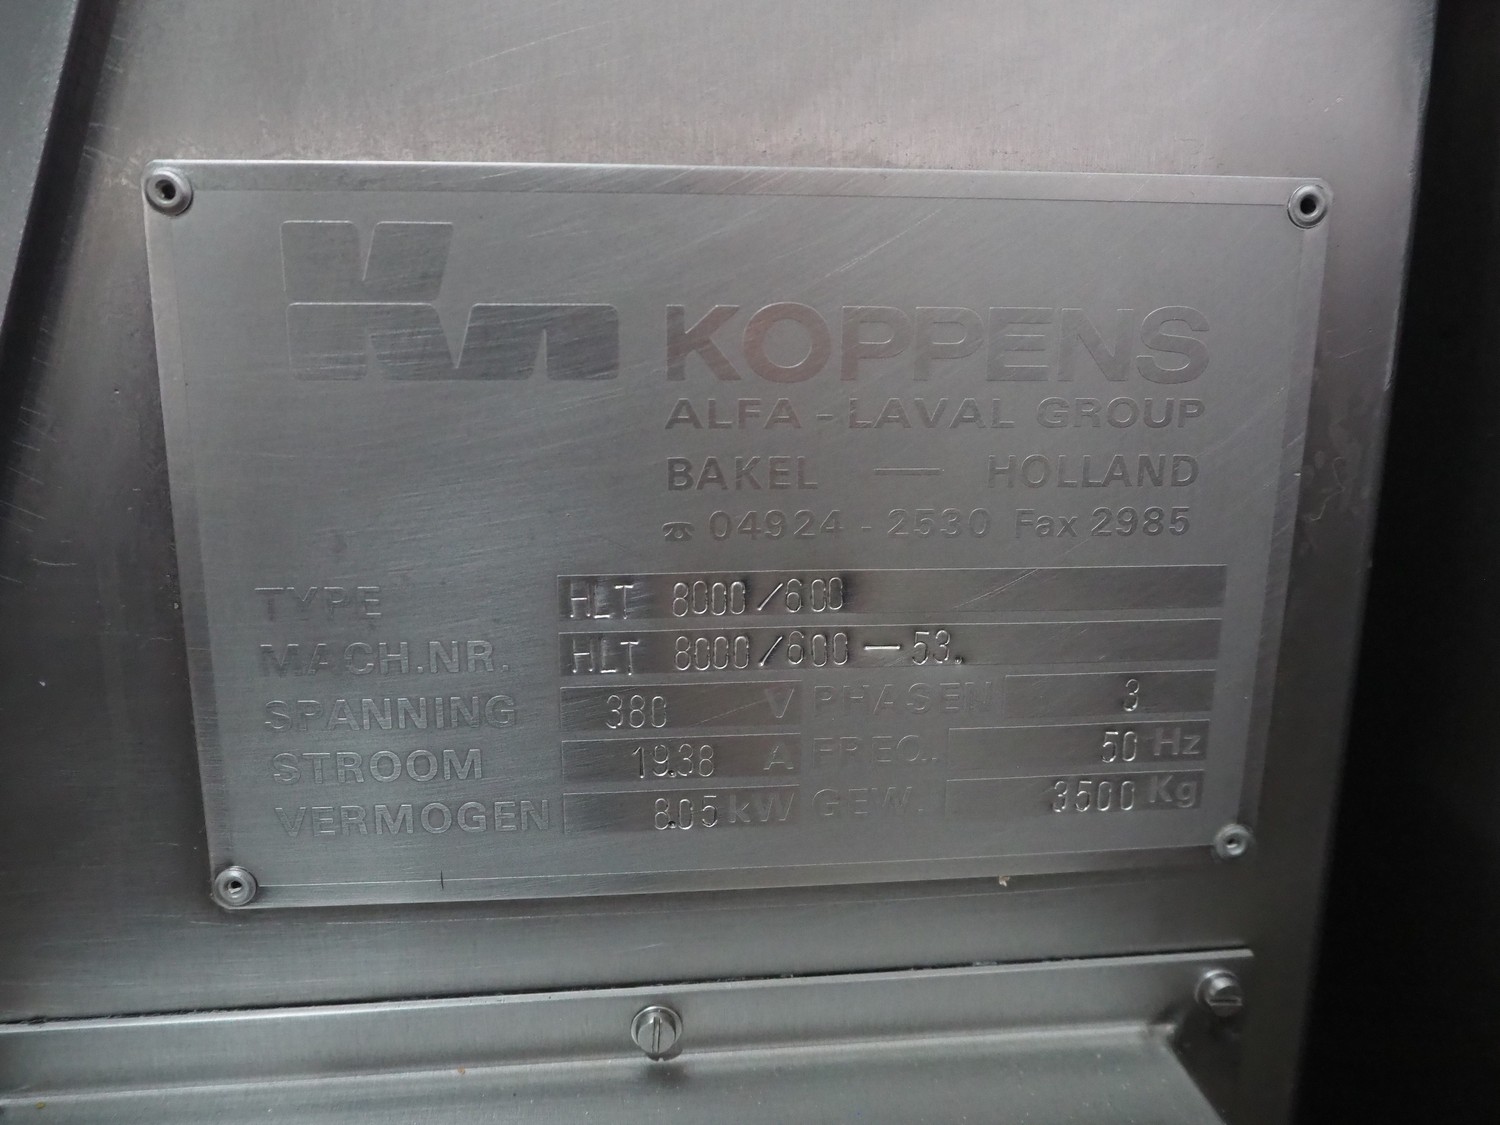 KOPPENS
ALFA - LAVAL GROUP
BAKEL — HOLLAND
☎ 04924 - 2530 Fax 2985
TYPE HLT 8000/600
MACH.NR. HLT 8000/600 — 53.
SPANNING 380 V PHASEN 3
STROOM 19.38 A FREQ. 50 Hz
VERMOGEN 8.05 kW GEW. 3500 Kg